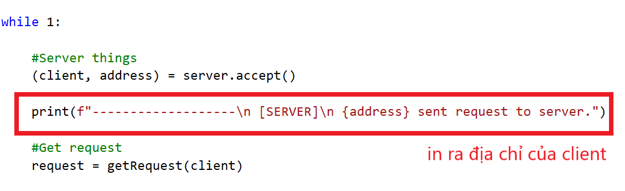 while 1:
#Server things
(client, address) = server.accept()
print(f"-------------------\n [SERVER]\n {address} sent request to server.")
#Get request
request = getRequest(client)
in ra địa chỉ của client